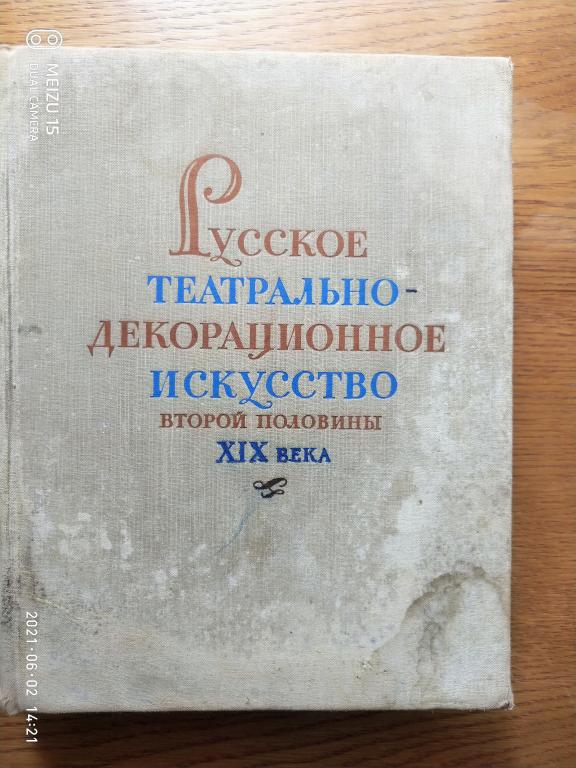 Русское
театрально-
декорационное
искусство
второй половины
XIX века
MEIZU 15
DUAL CAMERA
2021·06·02 14:21